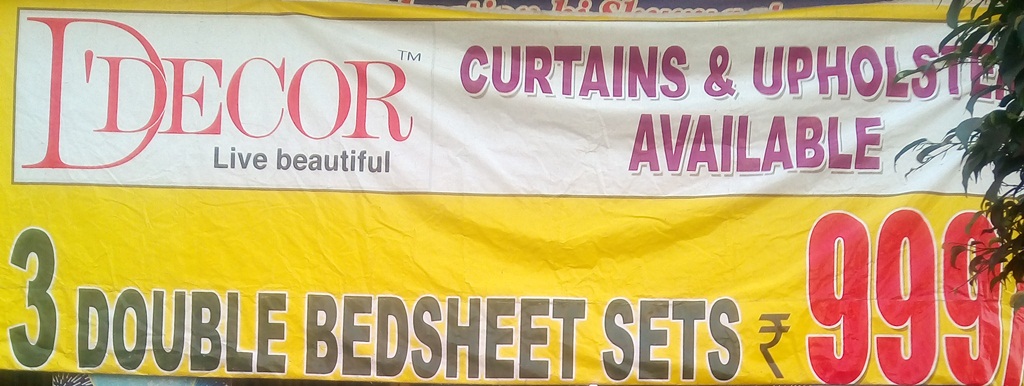 D'DECOR™
Live beautiful
CURTAINS & UPHOLSTE
AVAILABLE
3 DOUBLE BEDSHEET SETS ₹ 999/